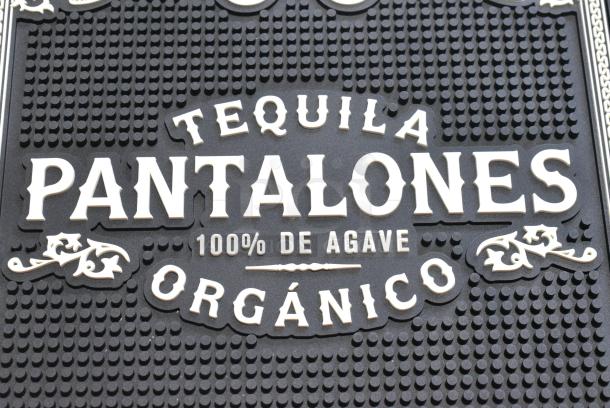 TEQUILA
PANTALONES
100% DE AGAVE
ORGÁNICO